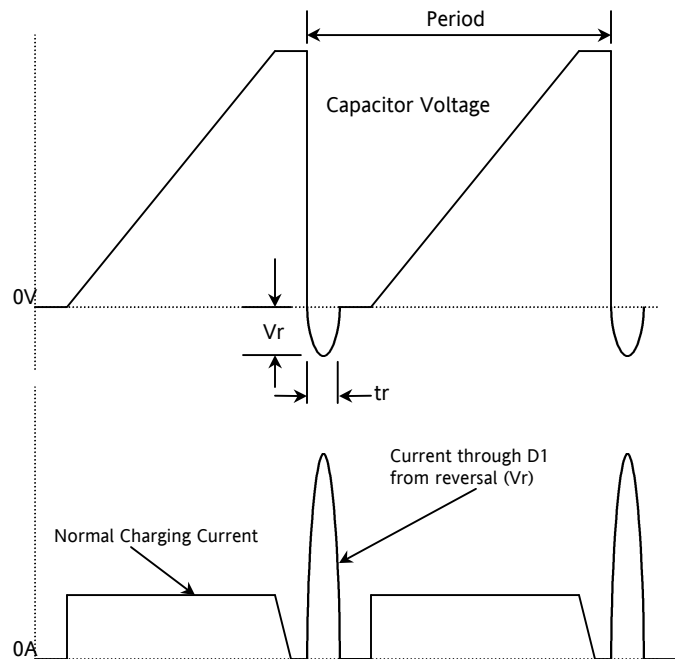 Period
Capacitor Voltage
0V
Vr
tr
Current through D1
from reversal (Vr)
Normal Charging Current
0A